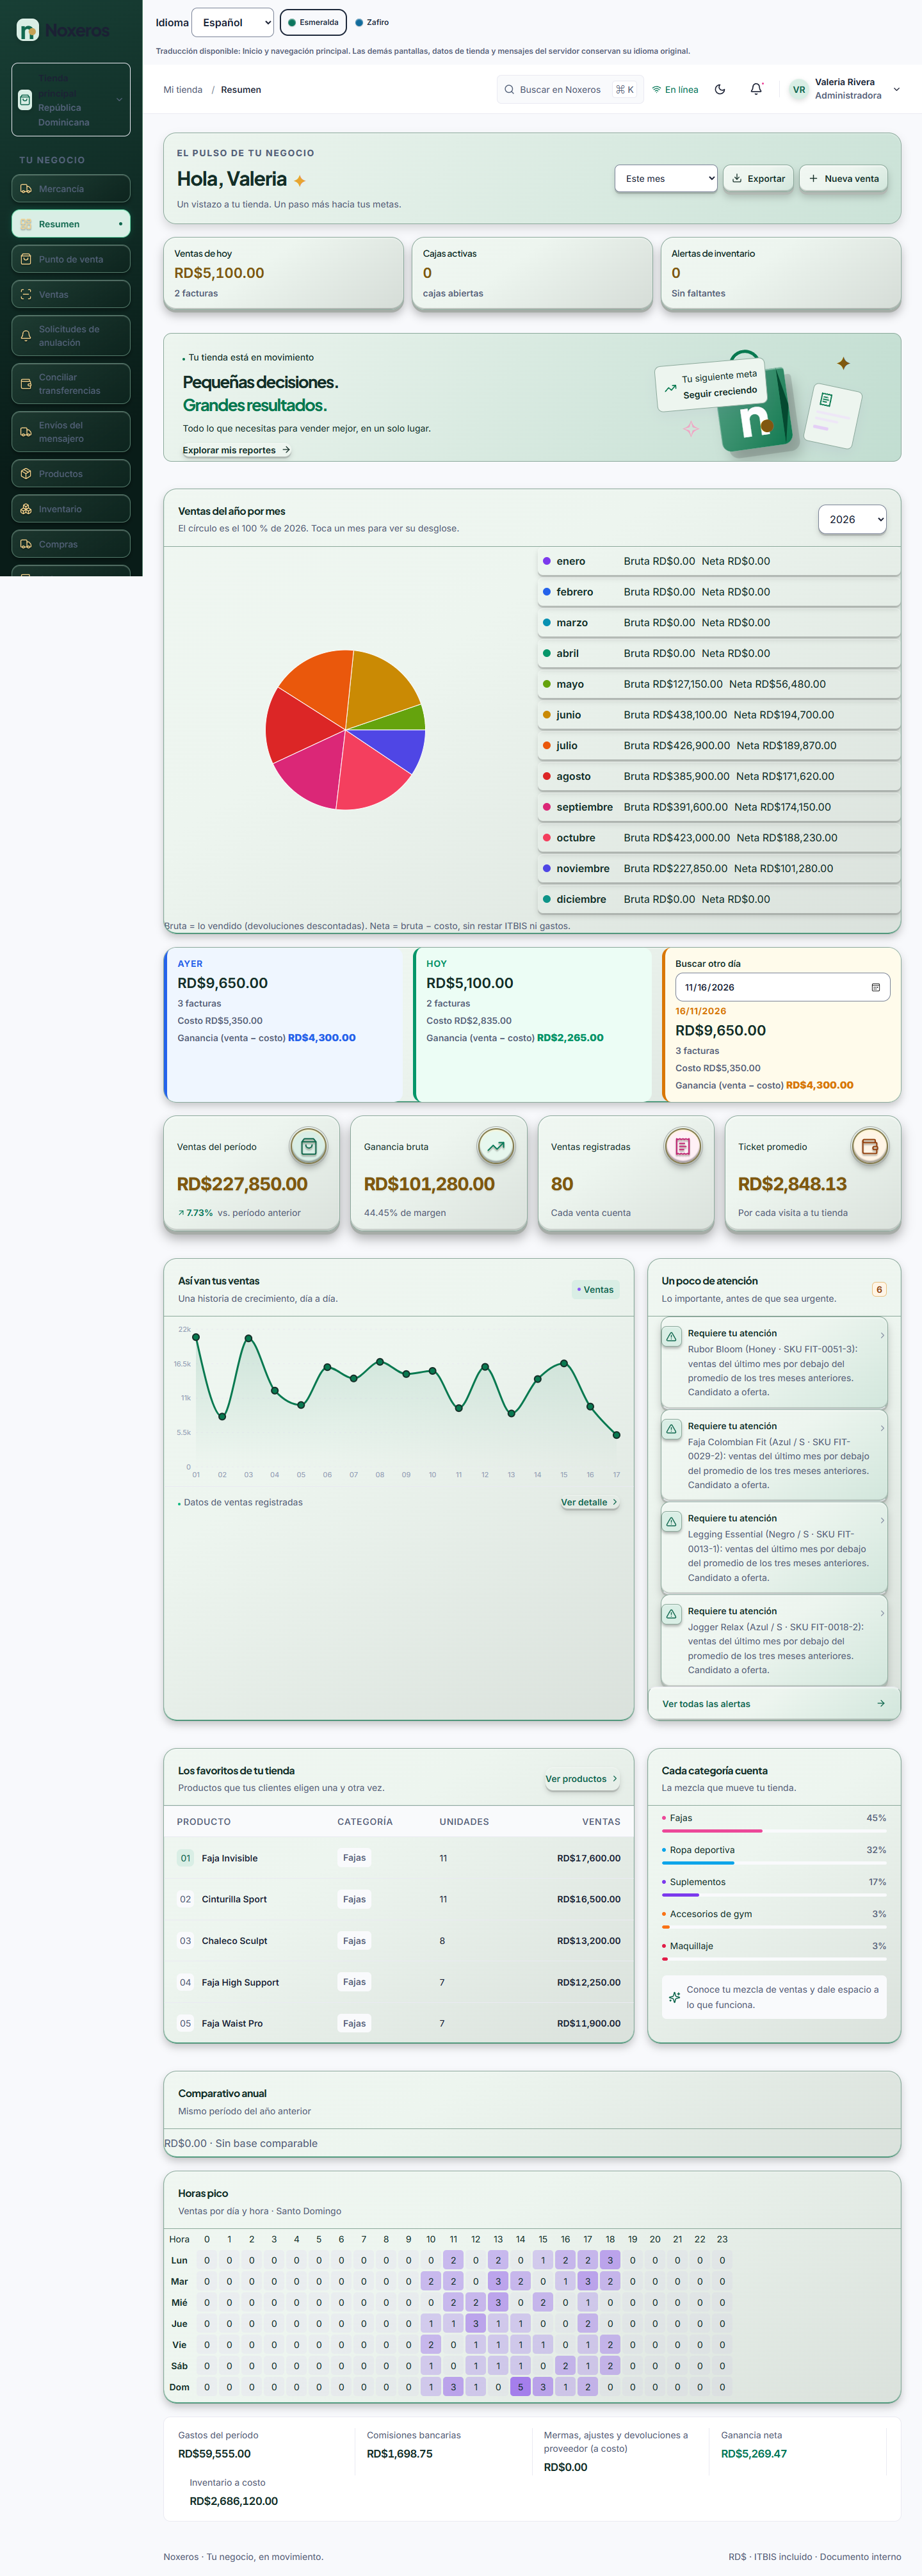 Noxeros
Tienda
principal
República
Dominicana
TU NEGOCIO
Mercancía
Resumen
Punto de venta
Ventas
Solicitudes de
anulación
Conciliar
transferencias
Envíos del
mensajero
Productos
Inventario
Compras
Idioma Español Esmeralda Zafiro
Traducción disponible: Inicio y navegación principal. Las demás pantallas, datos de tienda y mensajes del servidor conservan su idioma original.
Mi tienda / Resumen
Buscar en Noxeros ⌘ K
En línea
VR
Valeria Rivera
Administradora
EL PULSO DE TU NEGOCIO
Hola, Valeria
Un vistazo a tu tienda. Un paso más hacia tus metas.
Este mes
Exportar
Nueva venta
Ventas de hoy
RD$5,100.00
2 facturas
Cajas activas
0
cajas abiertas
Alertas de inventario
0
Sin faltantes
Tu tienda está en movimiento
Pequeñas decisiones.
Grandes resultados.
Todo lo que necesitas para vender mejor, en un solo lugar.
Explorar mis reportes
Tu siguiente meta
Seguir creciendo
n
Ventas del año por mes
El círculo es el 100 % de 2026. Toca un mes para ver su desglose.
2026
enero Bruta RD$0.00 Neta RD$0.00
febrero Bruta RD$0.00 Neta RD$0.00
marzo Bruta RD$0.00 Neta RD$0.00
abril Bruta RD$0.00 Neta RD$0.00
mayo Bruta RD$127,150.00 Neta RD$56,480.00
junio Bruta RD$438,100.00 Neta RD$194,700.00
julio Bruta RD$426,900.00 Neta RD$189,870.00
agosto Bruta RD$385,900.00 Neta RD$171,620.00
septiembre Bruta RD$391,600.00 Neta RD$174,150.00
octubre Bruta RD$423,000.00 Neta RD$188,230.00
noviembre Bruta RD$227,850.00 Neta RD$101,280.00
diciembre Bruta RD$0.00 Neta RD$0.00
Bruta = lo vendido (devoluciones descontadas). Neta = bruta − costo, sin restar ITBIS ni gastos.
AYER
RD$9,650.00
3 facturas
Costo RD$5,350.00
Ganancia (venta − costo) RD$4,300.00
HOY
RD$5,100.00
2 facturas
Costo RD$2,835.00
Ganancia (venta − costo) RD$2,265.00
Buscar otro día
11/16/2026
16/11/2026
RD$9,650.00
3 facturas
Costo RD$5,350.00
Ganancia (venta − costo) RD$4,300.00
Ventas del período
RD$227,850.00
7.73% vs. período anterior
Ganancia bruta
RD$101,280.00
44.45% de margen
Ventas registradas
80
Cada venta cuenta
Ticket promedio
RD$2,848.13
Por cada visita a tu tienda
Así van tus ventas
Una historia de crecimiento, día a día.
Ventas
22k
16.5k
11k
5.5k
0
01 02 03 04 05 06 07 08 09 10 11 12 13 14 15 16 17
Datos de ventas registradas
Ver detalle
Un poco de atención
Lo importante, antes de que sea urgente.
6
Requiere tu atención
Rubor Bloom (Honey · SKU FIT-0051-3):
ventas del último mes por debajo del
promedio de los tres meses anteriores.
Candidato a oferta.
Requiere tu atención
Faja Colombian Fit (Azul / S · SKU FIT-
0029-2): ventas del último mes por debajo
del promedio de los tres meses anteriores.
Candidato a oferta.
Requiere tu atención
Legging Essential (Negro / S · SKU FIT-
0013-1): ventas del último mes por debajo
del promedio de los tres meses anteriores.
Candidato a oferta.
Requiere tu atención
Jogger Relax (Azul / S · SKU FIT-0018-2):
ventas del último mes por debajo del
promedio de los tres meses anteriores.
Candidato a oferta.
Ver todas las alertas
Los favoritos de tu tienda
Productos que tus clientes eligen una y otra vez.
Ver productos
PRODUCTO CATEGORÍA UNIDADES VENTAS
01 Faja Invisible Fajas 11 RD$17,600.00
02 Cinturilla Sport Fajas 11 RD$16,500.00
03 Chaleco Sculpt Fajas 8 RD$13,200.00
04 Faja High Support Fajas 7 RD$12,250.00
05 Faja Waist Pro Fajas 7 RD$11,900.00
Cada categoría cuenta
La mezcla que mueve tu tienda.
Fajas 45%
Ropa deportiva 32%
Suplementos 17%
Accesorios de gym 3%
Maquillaje 3%
Conoce tu mezcla de ventas y dale espacio a
lo que funciona.
Comparativo anual
Mismo período del año anterior
RD$0.00 · Sin base comparable
Horas pico
Ventas por día y hora · Santo Domingo
Hora 0 1 2 3 4 5 6 7 8 9 10 11 12 13 14 15 16 17 18 19 20 21 22 23
Lun 0 0 0 0 0 0 0 0 0 0 0 2 0 2 0 1 2 2 3 0 0 0 0 0
Mar 0 0 0 0 0 0 0 0 0 0 2 2 0 3 2 0 1 3 2 0 0 0 0 0
Mié 0 0 0 0 0 0 0 0 0 0 0 2 2 3 0 2 0 1 0 0 0 0 0 0
Jue 0 0 0 0 0 0 0 0 0 0 1 1 3 1 1 0 0 2 0 0 0 0 0 0
Vie 0 0 0 0 0 0 0 0 0 0 2 0 1 1 1 1 0 1 2 0 0 0 0 0
Sáb 0 0 0 0 0 0 0 0 0 0 1 0 1 1 1 0 2 1 2 0 0 0 0 0
Dom 0 0 0 0 0 0 0 0 0 0 1 3 1 0 5 3 1 2 0 0 0 0 0 0
Gastos del período
RD$59,555.00
Comisiones bancarias
RD$1,698.75
Mermas, ajustes y devoluciones a
proveedor (a costo)
RD$0.00
Ganancia neta
RD$5,269.47
Inventario a costo
RD$2,686,120.00
Noxeros · Tu negocio, en movimiento.
RD$ · ITBIS incluido · Documento interno